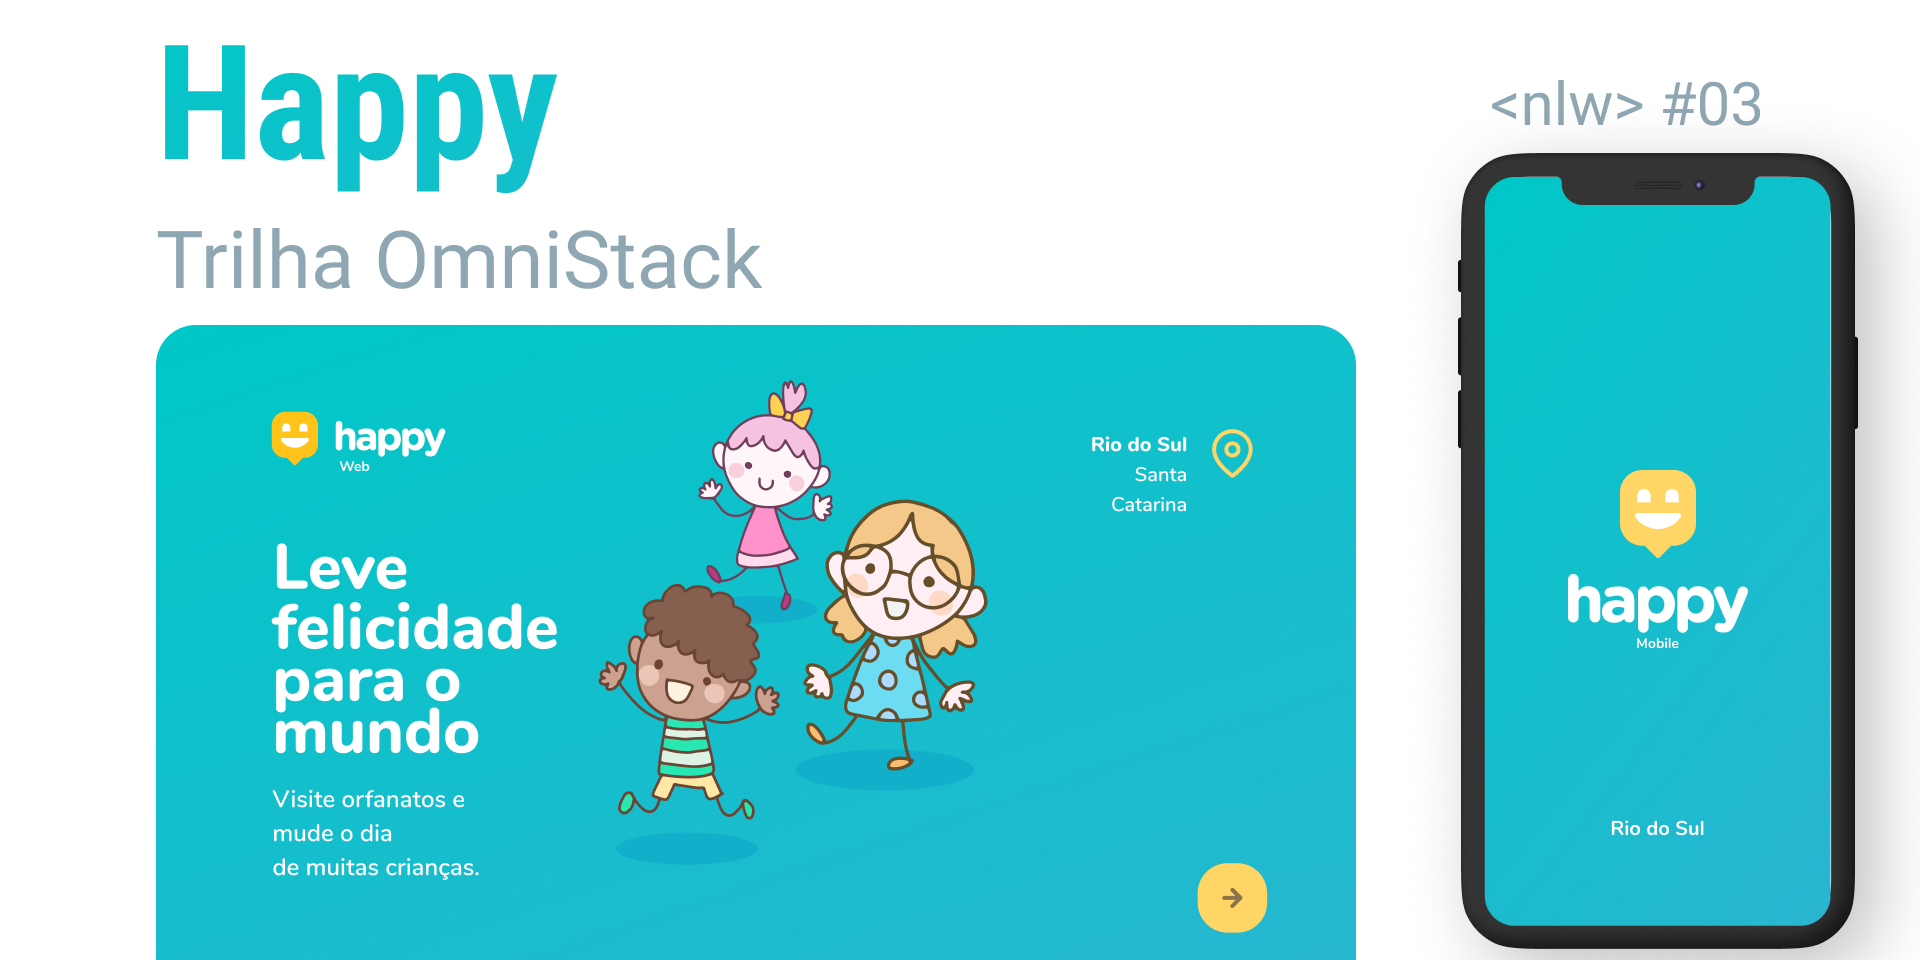 Happy
Trilha OmniStack
<nlw> #03
happy
Web
Rio do Sul
Santa
Catarina
Leve
felicidade
para o
mundo
Visite orfanatos e
mude o dia
de muitas crianças.
happy
Mobile
Rio do Sul